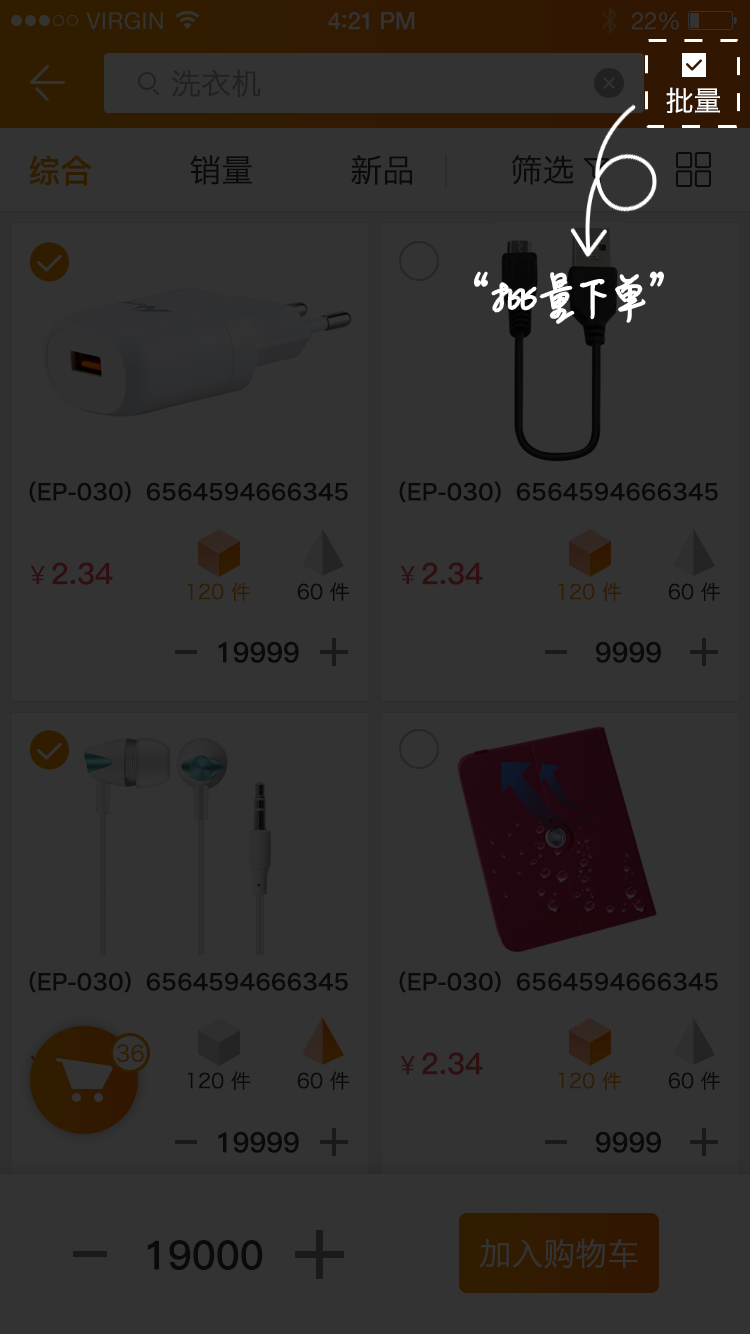 VIRGIN 4:21 PM 22%
洗衣机
批量
综合 销量 新品 筛选
“批量下单”
(EP-030) 6564594666345 (EP-030) 6564594666345
¥ 2.34 120 件 60 件 ¥ 2.34 120 件 60 件
19999 9999
(EP-030) 6564594666345 (EP-030) 6564594666345
36 120 件 60 件 ¥ 2.34 120 件 60 件
19999 9999
19000 加入购物车